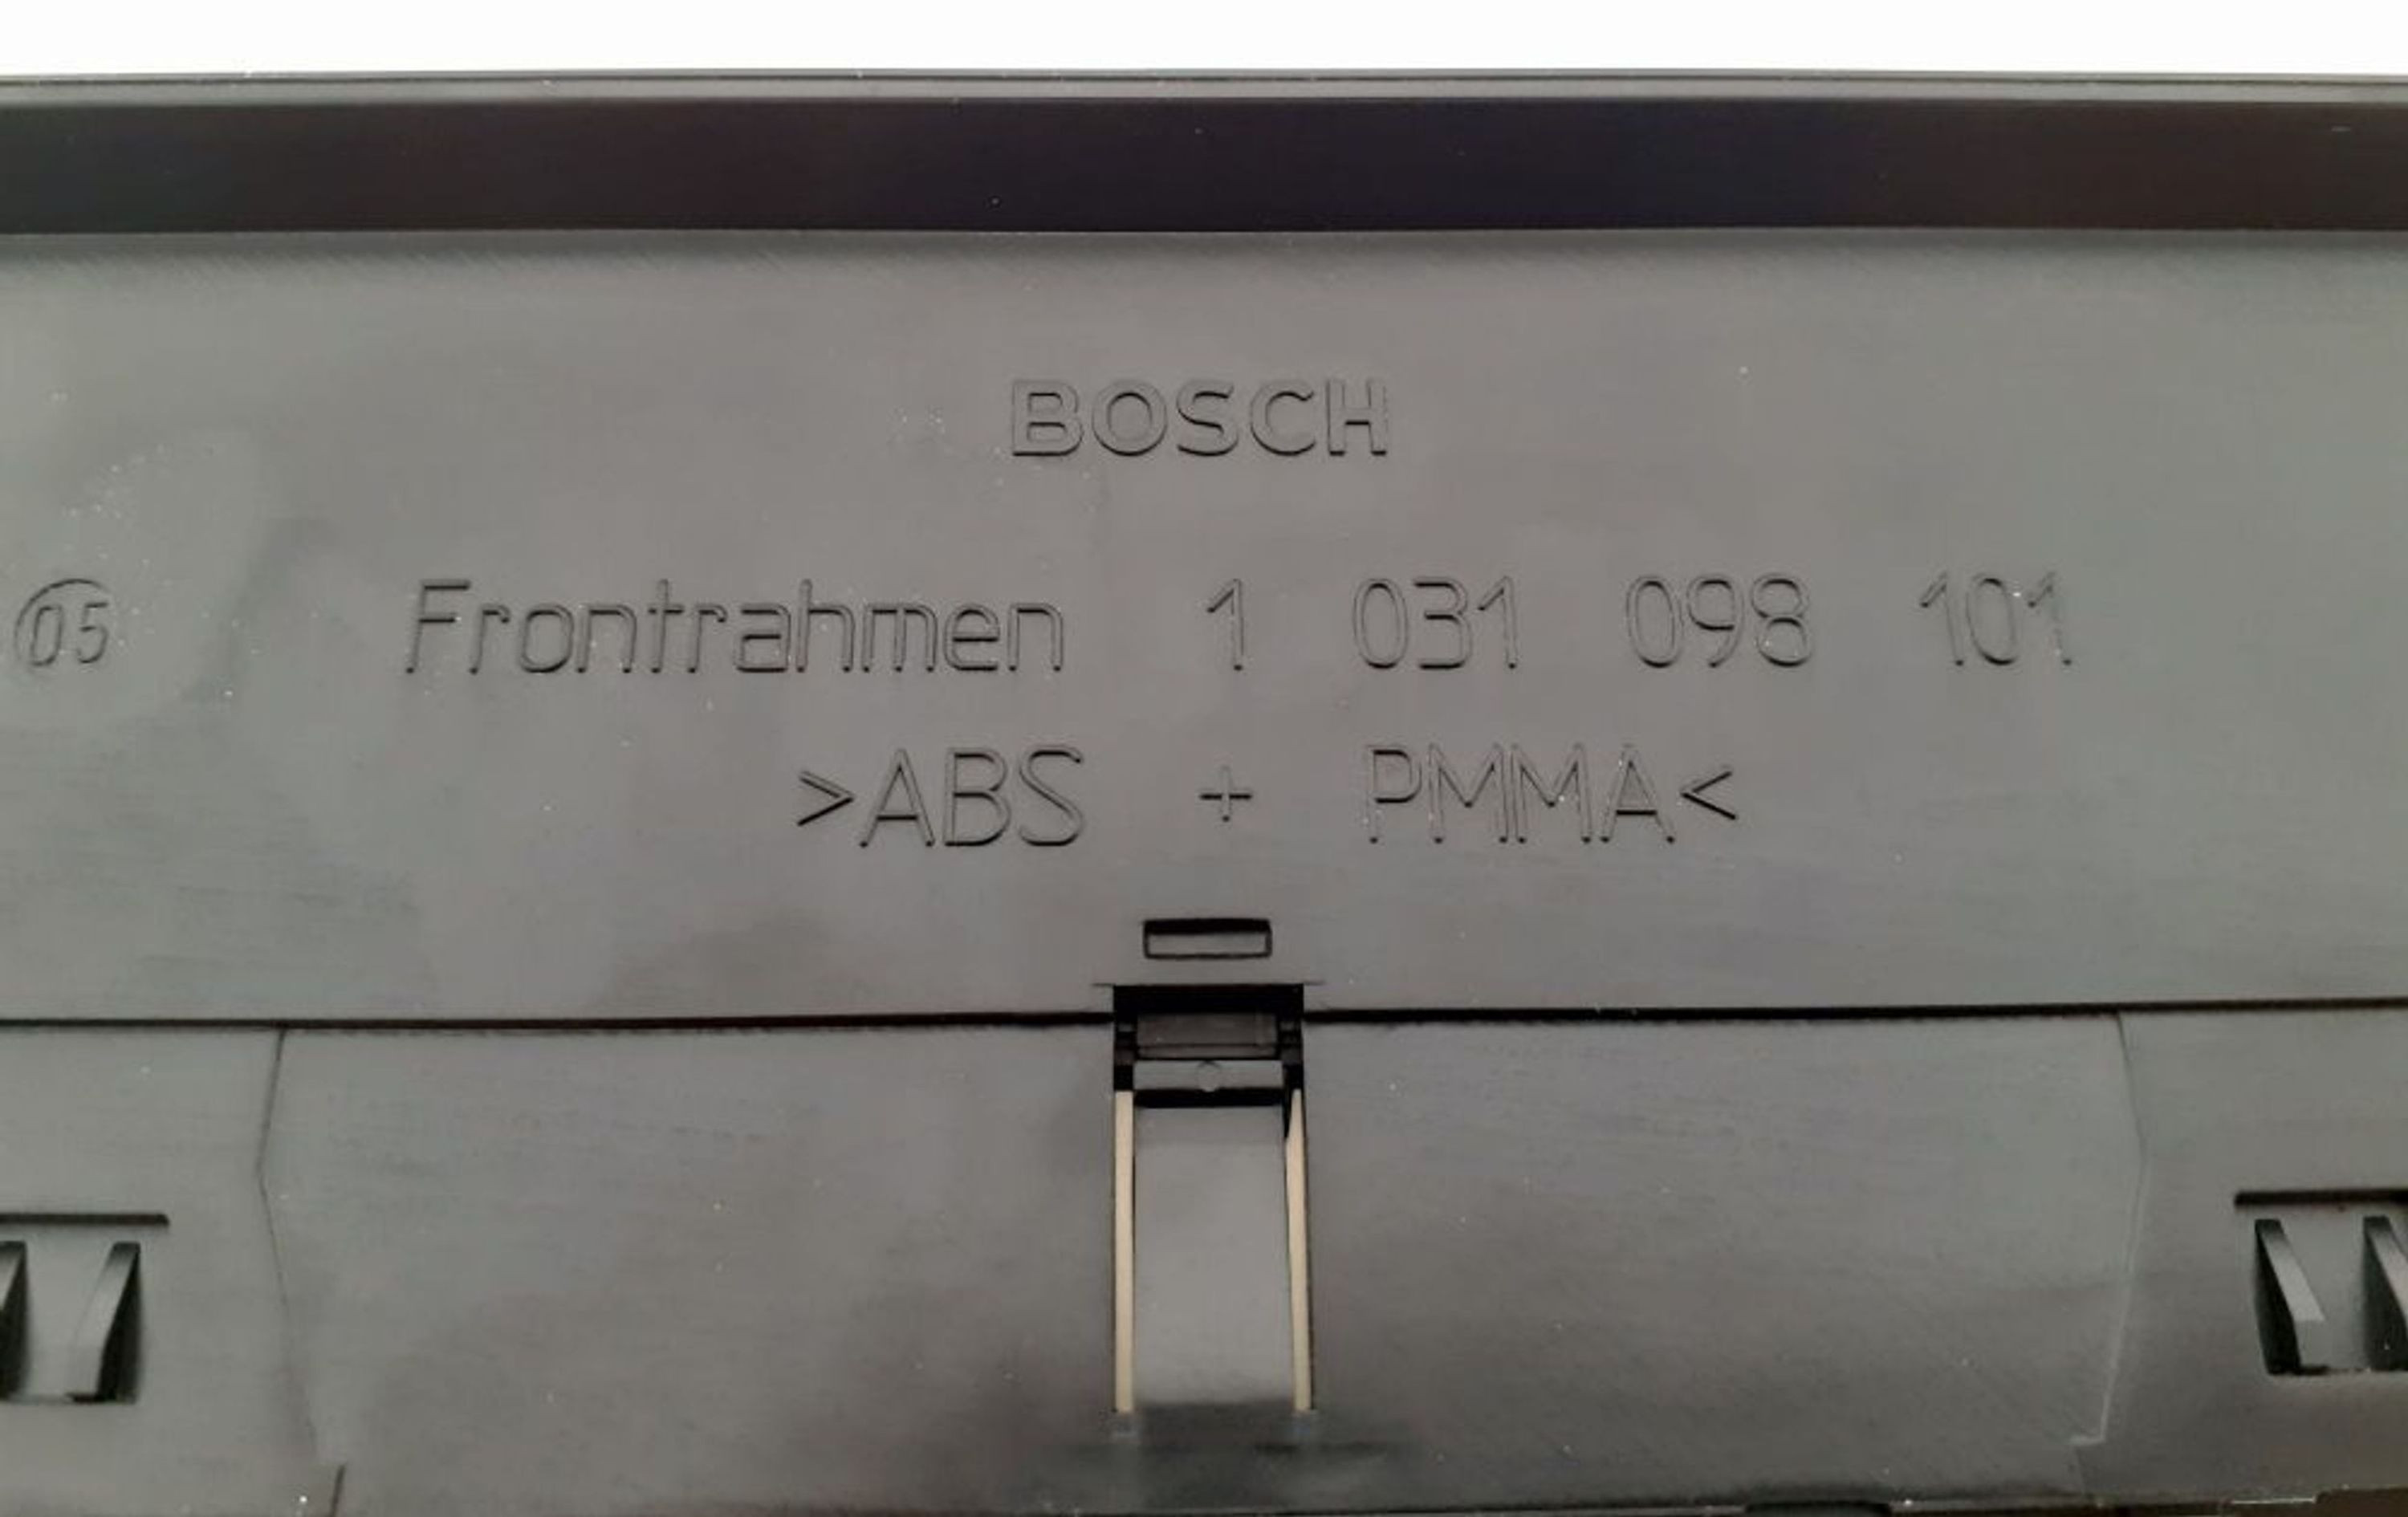 BOSCH
05 Frontrahmen 1 031 098 101
>ABS + PMMA<